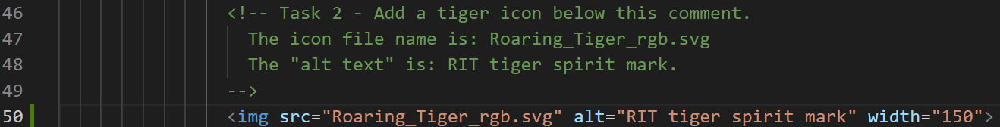 46 <!-- Task 2 - Add a tiger icon below this comment.
47 The icon file name is: Roaring_Tiger_rgb.svg
48 The "alt text" is: RIT tiger spirit mark.
49 -->
50 <img src="Roaring_Tiger_rgb.svg" alt="RIT tiger spirit mark" width="150">